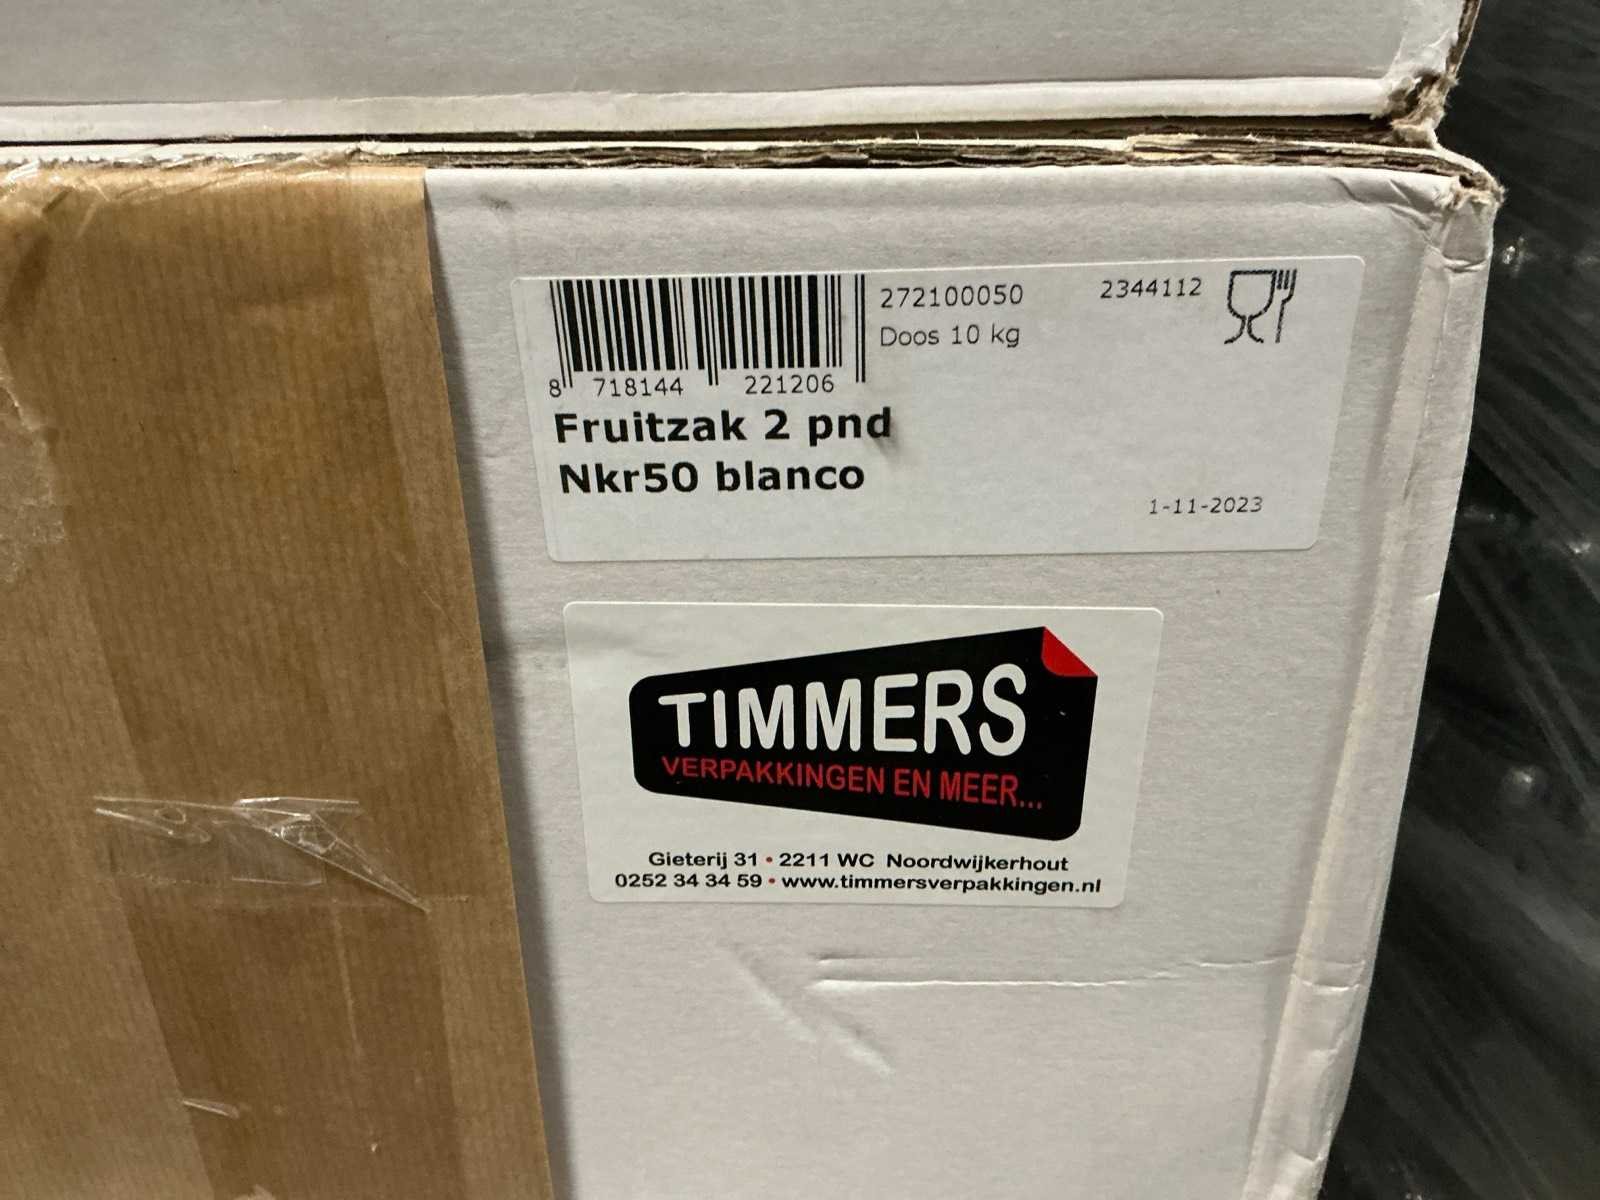 272100050
2344112
Doos 10 kg
8 718144 221206
Fruitzak 2 pnd
Nkr50 blanco
1-11-2023
TIMMERS
VERPAKKINGEN EN MEER...
Gieterij 31 • 2211 WC Noordwijkerhout
0252 34 34 59 • www.timmersverpakkingen.nl